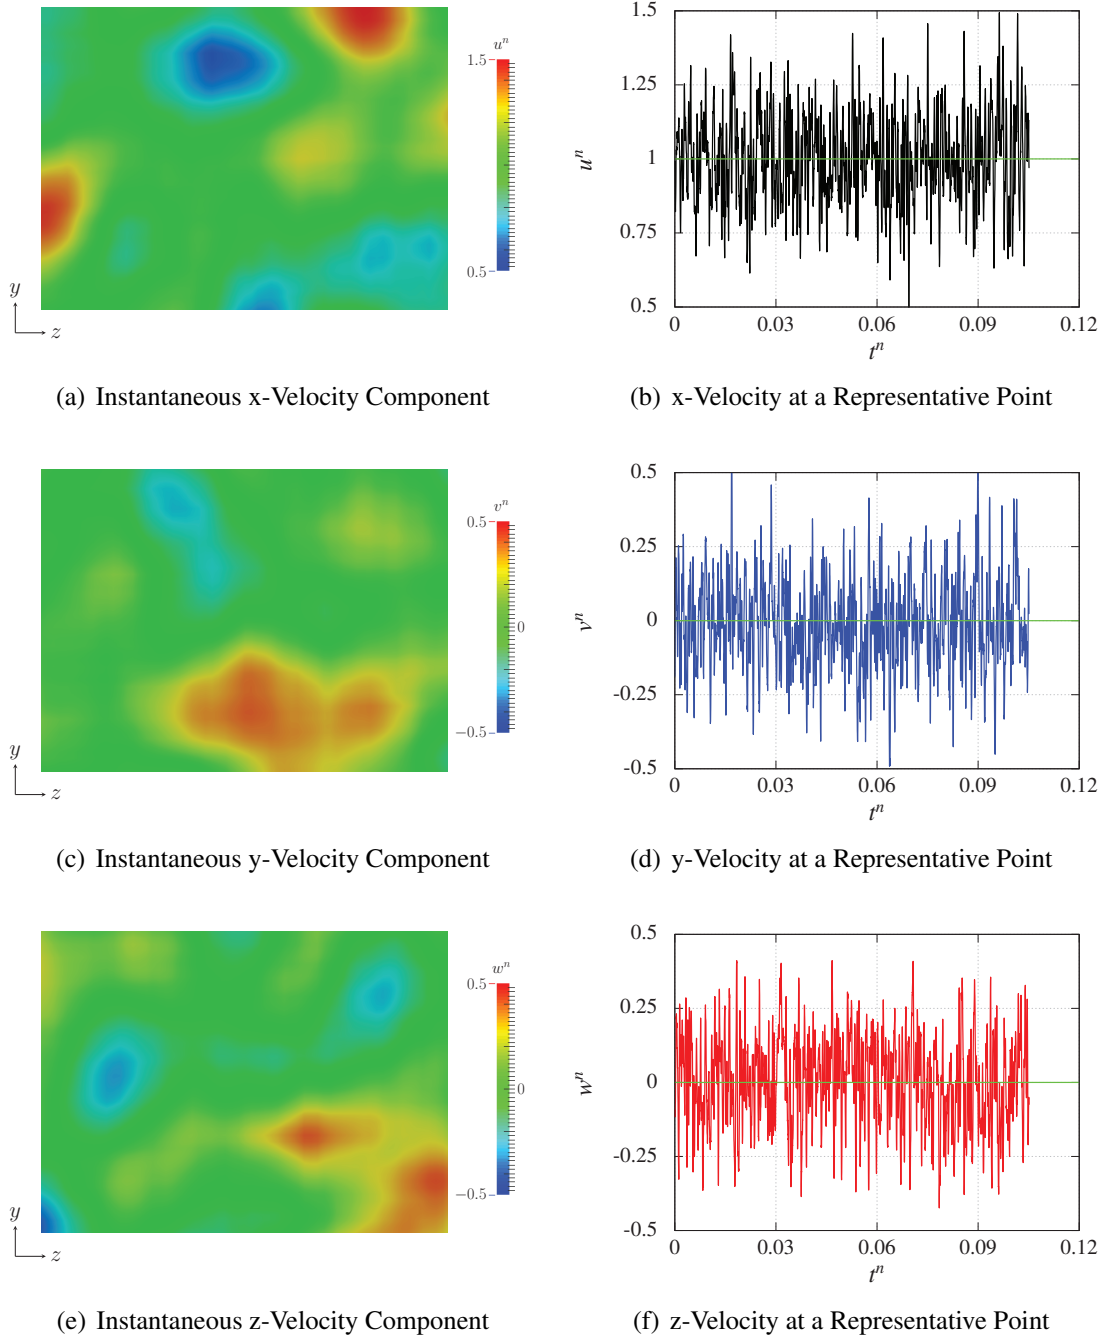 u^n
1.5
0.5
y
z
1.5
1.25
1
0.75
0.5
u^n
0 0.03 0.06 0.09 0.12
t^n
(a) Instantaneous x-Velocity Component
(b) x-Velocity at a Representative Point
v^n
0.5
0
−0.5
y
z
0.5
0.25
0
-0.25
-0.5
v^n
0 0.03 0.06 0.09 0.12
t^n
(c) Instantaneous y-Velocity Component
(d) y-Velocity at a Representative Point
w^n
0.5
0
−0.5
y
z
0.5
0.25
0
-0.25
-0.5
w^n
0 0.03 0.06 0.09 0.12
t^n
(e) Instantaneous z-Velocity Component
(f) z-Velocity at a Representative Point